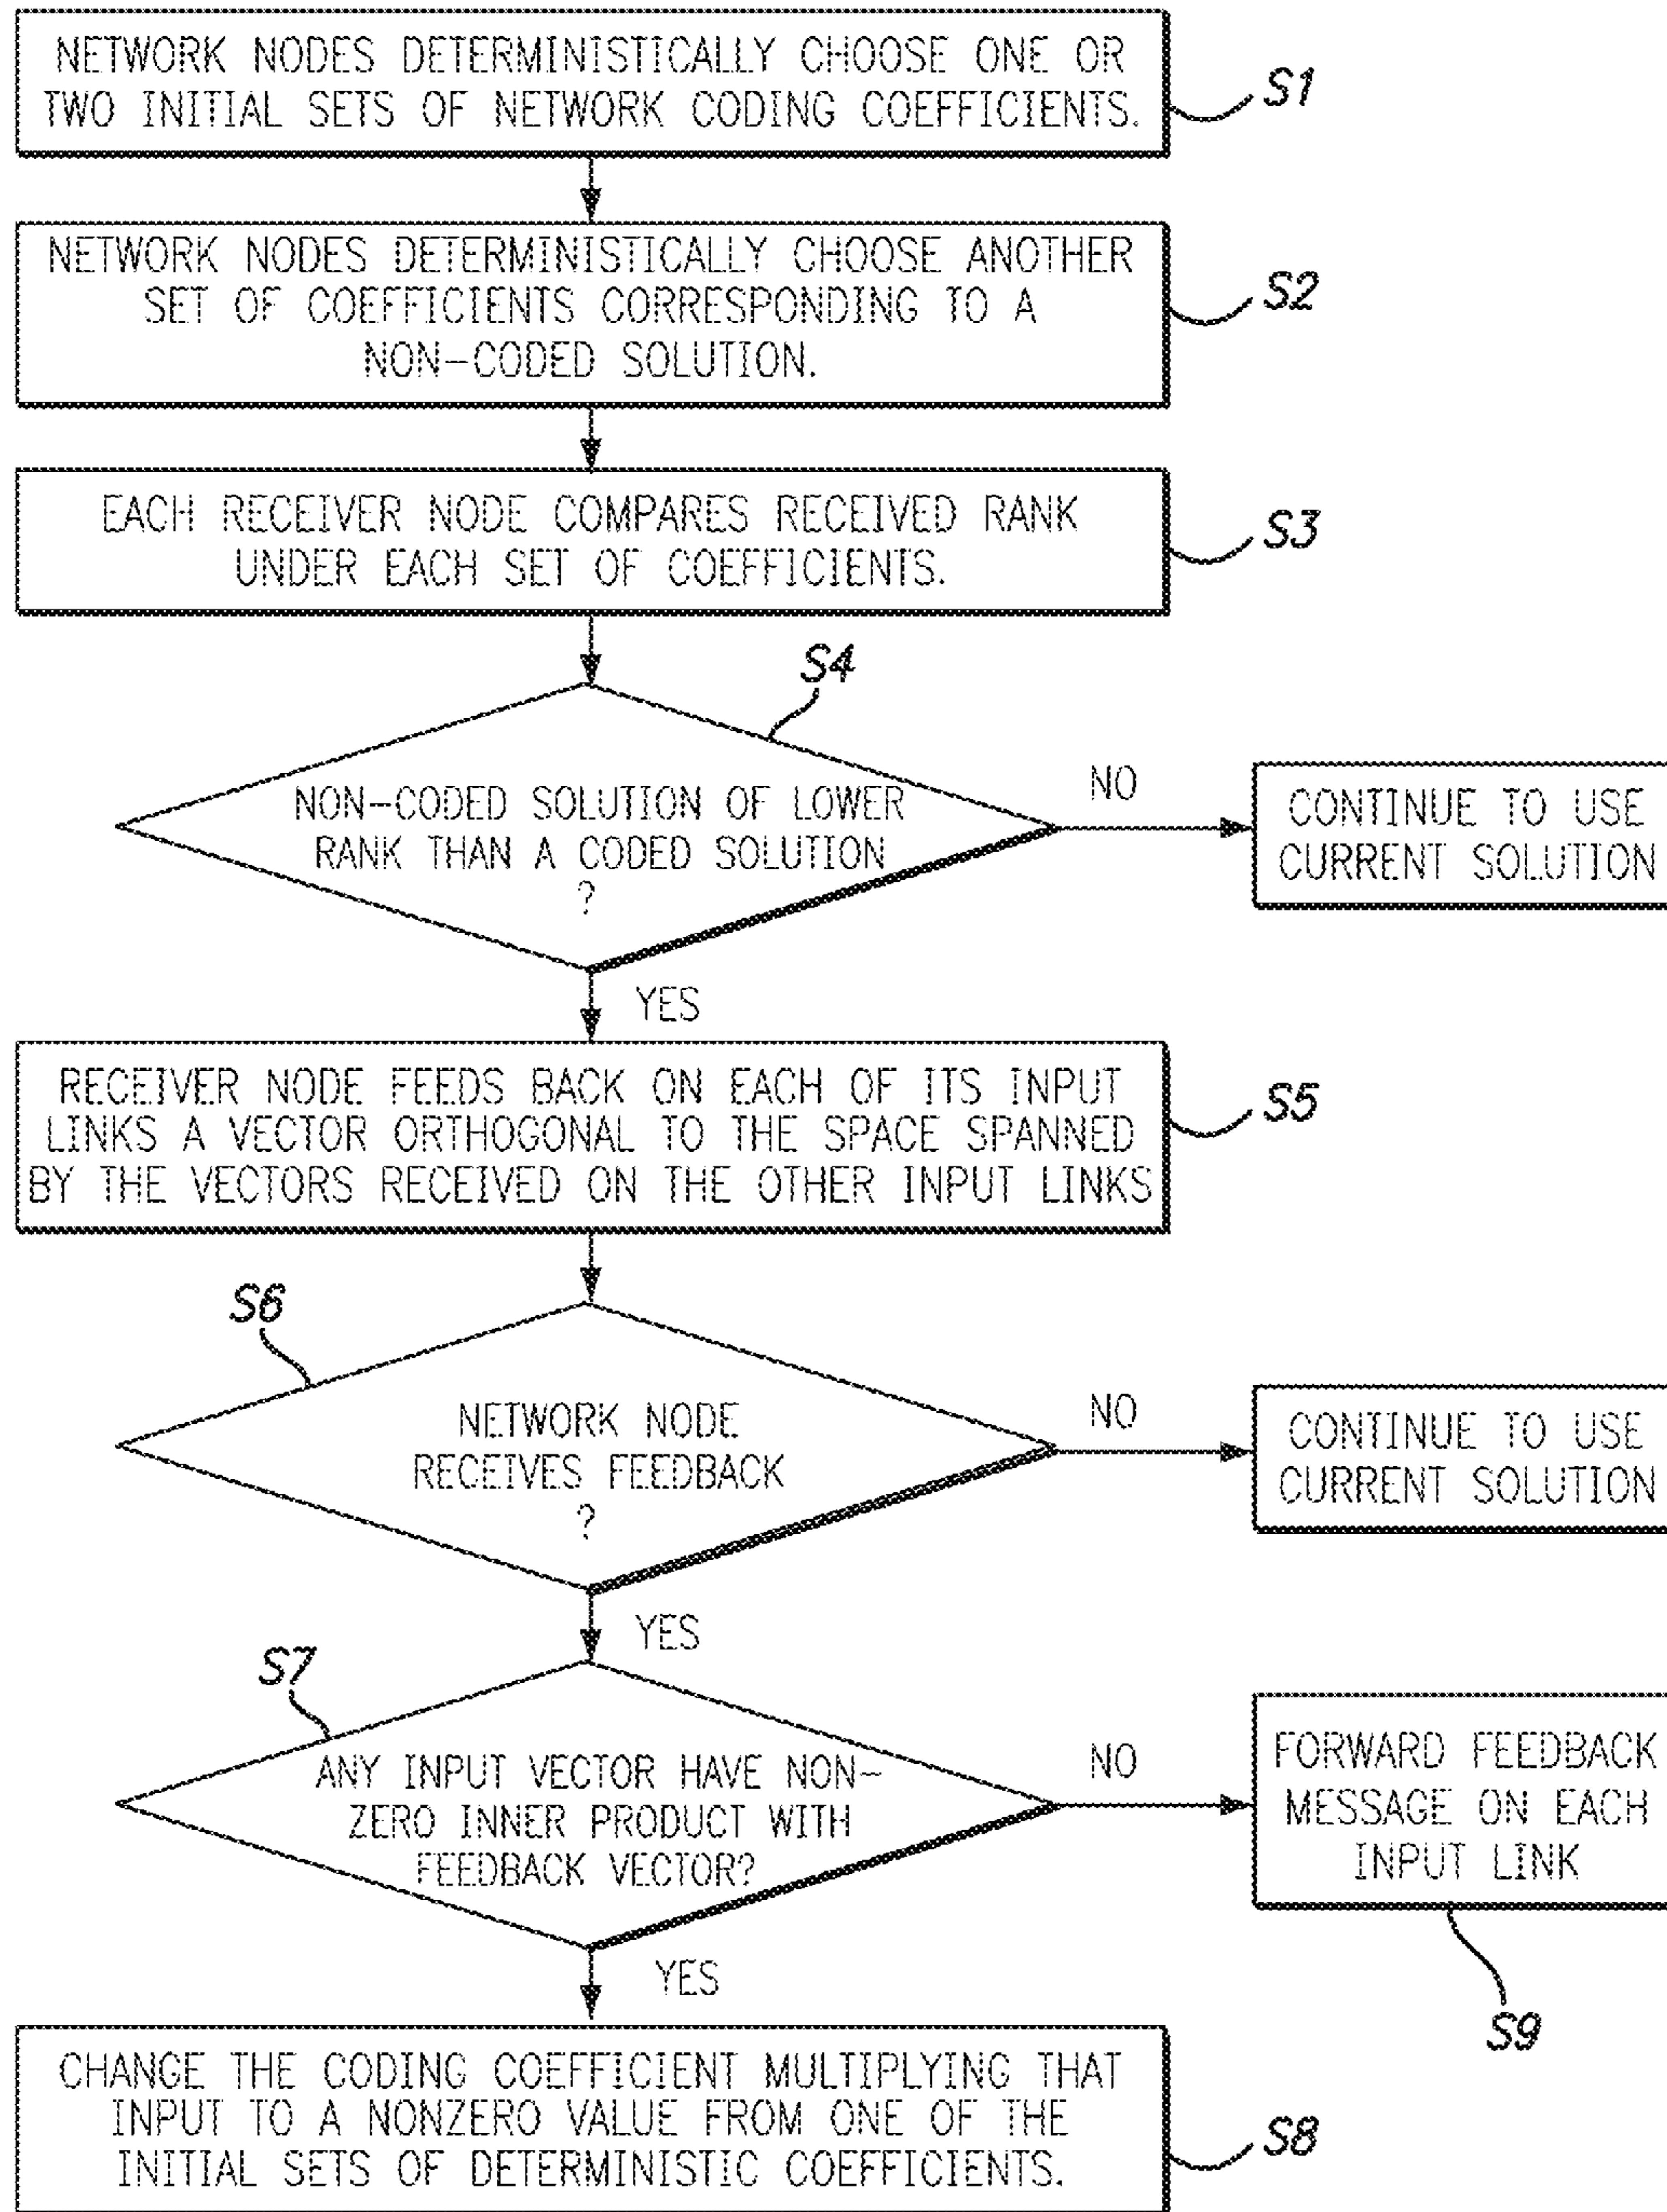 NETWORK NODES DETERMINISTICALLY CHOOSE ONE OR
TWO INITIAL SETS OF NETWORK CODING COEFFICIENTS.
S1
NETWORK NODES DETERMINISTICALLY CHOOSE ANOTHER
SET OF COEFFICIENTS CORRESPONDING TO A
NON-CODED SOLUTION.
S2
EACH RECEIVER NODE COMPARES RECEIVED RANK
UNDER EACH SET OF COEFFICIENTS.
S3
S4
NON-CODED SOLUTION OF LOWER
RANK THAN A CODED SOLUTION
?
NO
CONTINUE TO USE
CURRENT SOLUTION
YES
RECEIVER NODE FEEDS BACK ON EACH OF ITS INPUT
LINKS A VECTOR ORTHOGONAL TO THE SPACE SPANNED
BY THE VECTORS RECEIVED ON THE OTHER INPUT LINKS
S5
S6
NETWORK NODE
RECEIVES FEEDBACK
?
NO
CONTINUE TO USE
CURRENT SOLUTION
YES
S7
ANY INPUT VECTOR HAVE NON-
ZERO INNER PRODUCT WITH
FEEDBACK VECTOR?
NO
FORWARD FEEDBACK
MESSAGE ON EACH
INPUT LINK
S9
YES
CHANGE THE CODING COEFFICIENT MULTIPLYING THAT
INPUT TO A NONZERO VALUE FROM ONE OF THE
INITIAL SETS OF DETERMINISTIC COEFFICIENTS.
S8